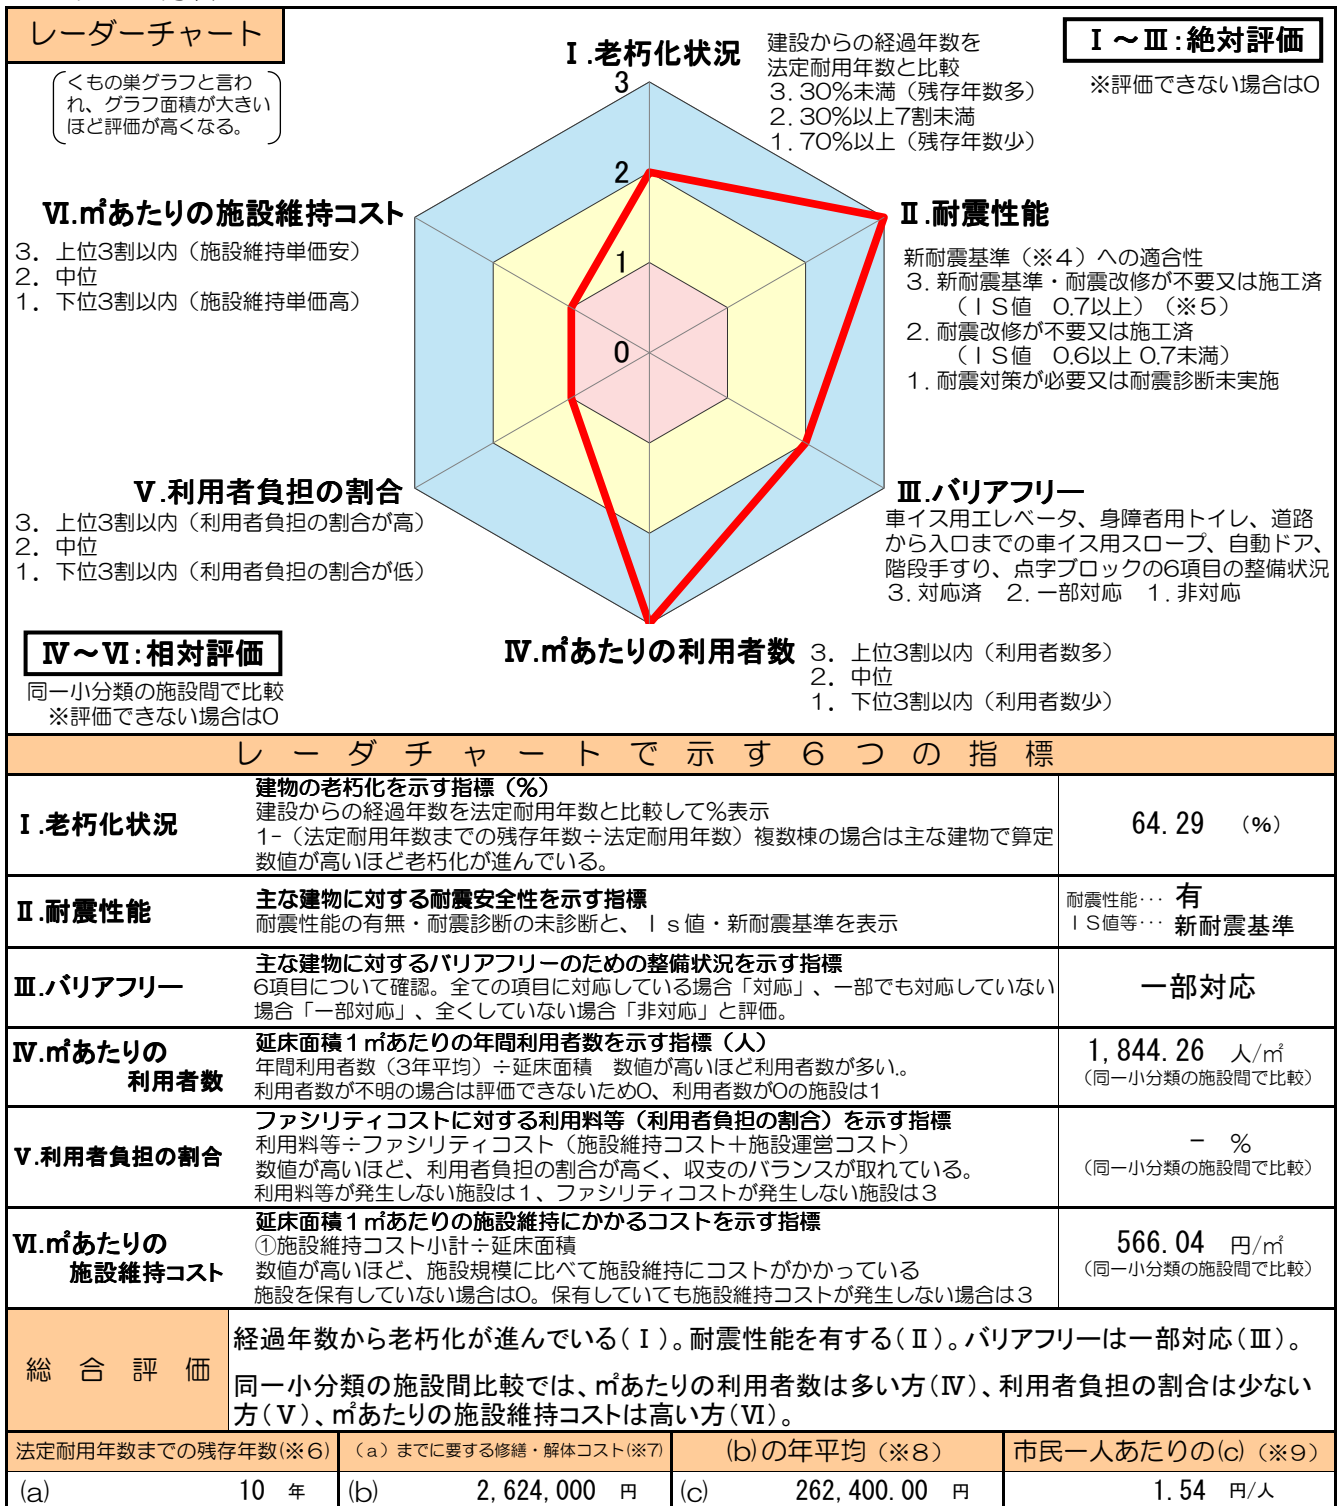 レーダーチャート
くもの巣グラフと言わ
れ、グラフ面積が大きい
ほど評価が高くなる。
Ⅰ.老朽化状況
建設からの経過年数を
法定耐用年数と比較
3.30%未満（残存年数多）
2.30%以上7割未満
1.70%以上（残存年数少）
Ⅰ～Ⅲ:絶対評価
※評価できない場合は0
3
2
1
0
Ⅵ.㎡あたりの施設維持コスト
3. 上位3割以内（施設維持単価安）
2. 中位
1. 下位3割以内（施設維持単価高）
Ⅱ.耐震性能
新耐震基準（※4）への適合性
3.新耐震基準・耐震改修が不要又は施工済
（ＩＳ値 0.7以上）（※5）
2.耐震改修が不要又は施工済
（ＩＳ値 0.6以上 0.7未満）
1.耐震対策が必要又は耐震診断未実施
Ⅴ.利用者負担の割合
3. 上位3割以内（利用者負担の割合が高）
2. 中位
1. 下位3割以内（利用者負担の割合が低）
Ⅲ.バリアフリー
車イス用エレベータ、身障者用トイレ、道路
から入口までの車イス用スロープ、自動ドア、
階段手すり、点字ブロックの6項目の整備状況
3.対応済 2.一部対応 1.非対応
Ⅳ～Ⅵ:相対評価
同一小分類の施設間で比較
※評価できない場合は0
Ⅳ.㎡あたりの利用者数
3. 上位3割以内（利用者数多）
2. 中位
1. 下位3割以内（利用者数少）
レーダチャートで示す6つの指標
Ⅰ.老朽化状況
建物の老朽化を示す指標（%）
建設からの経過年数を法定耐用年数と比較して%表示
1-（法定耐用年数までの残存年数÷法定耐用年数）複数棟の場合は主な建物で算定
数値が高いほど老朽化が進んでいる。
64.29 （%）
Ⅱ.耐震性能
主な建物に対する耐震安全性を示す指標
耐震性能の有無・耐震診断の未診断と、Ｉｓ値・新耐震基準を表示
耐震性能… 有
ＩＳ値等… 新耐震基準
Ⅲ.バリアフリー
主な建物に対するバリアフリーのための整備状況を示す指標
6項目について確認。全ての項目に対応している場合「対応」、一部でも対応していない
場合「一部対応」、全くしていない場合「非対応」と評価。
一部対応
Ⅳ.㎡あたりの
利用者数
延床面積１㎡あたりの年間利用者数を示す指標（人）
年間利用者数（3年平均）÷延床面積 数値が高いほど利用者数が多い。
利用者数が不明の場合は評価できないため0、利用者数が0の施設は1
1,844.26 人/㎡
（同一小分類の施設間で比較）
Ⅴ.利用者負担の割合
ファシリティコストに対する利用料等（利用者負担の割合）を示す指標
利用料等÷ファシリティコスト（施設維持コスト＋施設運営コスト）
数値が高いほど、利用者負担の割合が高く、収支のバランスが取れている。
利用料等が発生しない施設は１、ファシリティコストが発生しない施設は３
- %
（同一小分類の施設間で比較）
Ⅵ.㎡あたりの
施設維持コスト
延床面積１㎡あたりの施設維持にかかるコストを示す指標
①施設維持コスト小計÷延床面積
数値が高いほど、施設規模に比べて施設維持にコストがかかっている
施設を保有していない場合は0。保有していても施設維持コストが発生しない場合は３
566.04 円/㎡
（同一小分類の施設間で比較）
総合評価
経過年数から老朽化が進んでいる(Ⅰ)。耐震性能を有する(Ⅱ)。バリアフリーは一部対応(Ⅲ)。
同一小分類の施設間比較では、㎡あたりの利用者数は多い方(Ⅳ)、利用者負担の割合は少ない
方(Ⅴ)、㎡あたりの施設維持コストは高い方(Ⅵ)。
法定耐用年数までの残存年数(※6)
（a）までに要する修繕・解体コスト(※7)
(b)の年平均（※8）
市民一人あたりの(c)（※9）
(a) 10 年
(b) 2,624,000 円
(c) 262,400.00 円
1.54 円/人